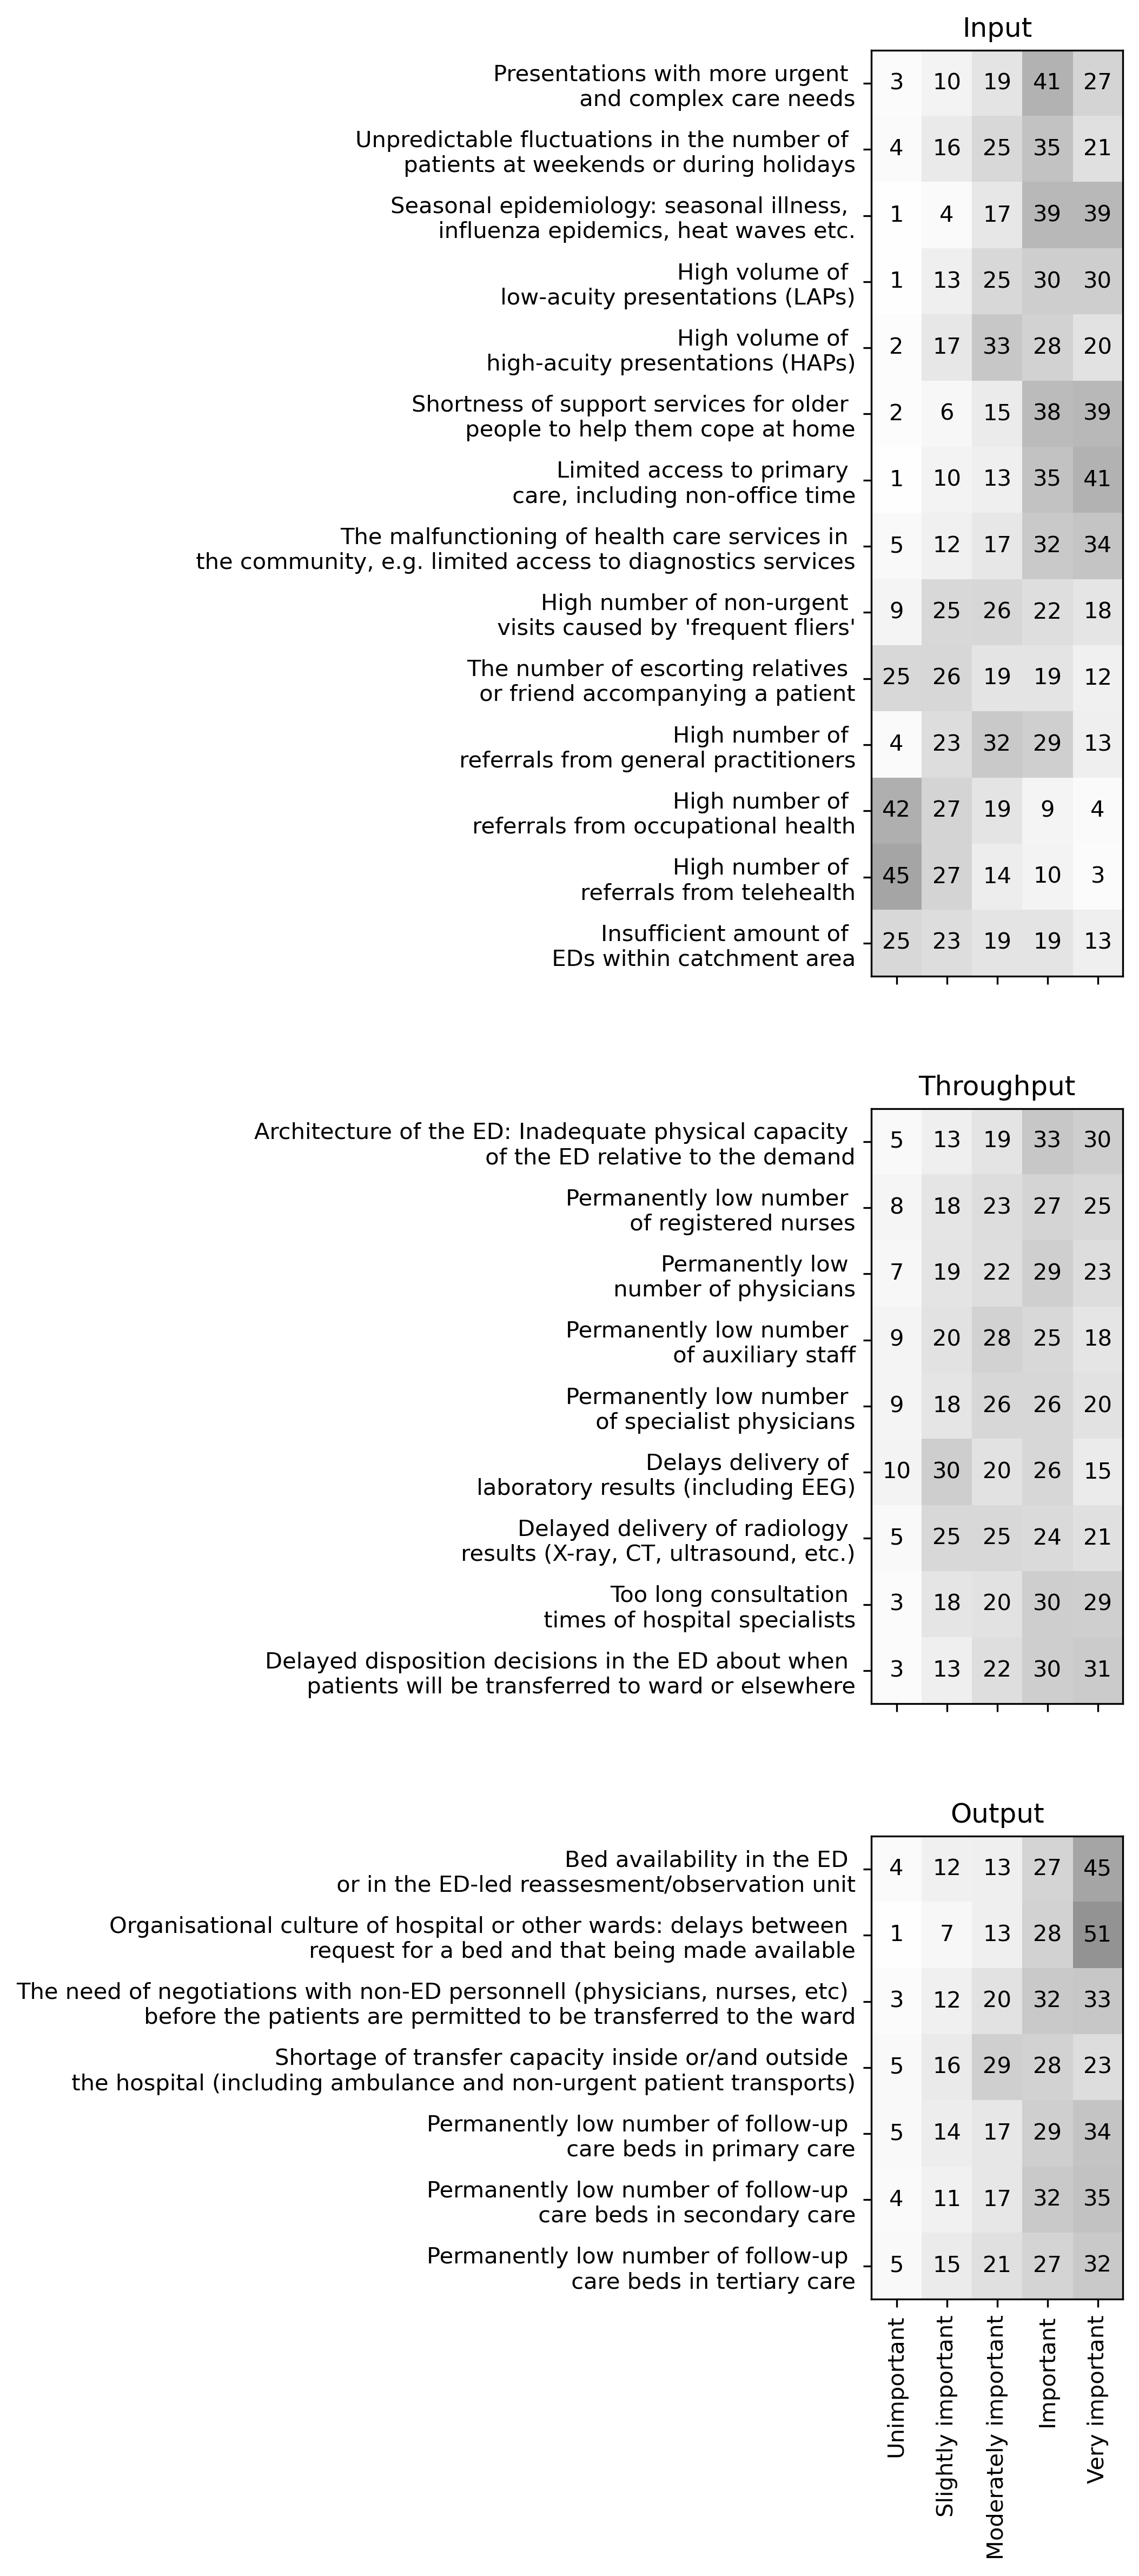 Input
Presentations with more urgent
and complex care needs
3 10 19 41 27
Unpredictable fluctuations in the number of
patients at weekends or during holidays
4 16 25 35 21
Seasonal epidemiology: seasonal illness,
influenza epidemics, heat waves etc.
1 4 17 39 39
High volume of
low-acuity presentations (LAPs)
1 13 25 30 30
High volume of
high-acuity presentations (HAPs)
2 17 33 28 20
Shortness of support services for older
people to help them cope at home
2 6 15 38 39
Limited access to primary
care, including non-office time
1 10 13 35 41
The malfunctioning of health care services in
the community, e.g. limited access to diagnostics services
5 12 17 32 34
High number of non-urgent
visits caused by 'frequent fliers'
9 25 26 22 18
The number of escorting relatives
or friend accompanying a patient
25 26 19 19 12
High number of
referrals from general practitioners
4 23 32 29 13
High number of
referrals from occupational health
42 27 19 9 4
High number of
referrals from telehealth
45 27 14 10 3
Insufficient amount of
EDs within catchment area
25 23 19 19 13
Throughput
Architecture of the ED: Inadequate physical capacity
of the ED relative to the demand
5 13 19 33 30
Permanently low number
of registered nurses
8 18 23 27 25
Permanently low
number of physicians
7 19 22 29 23
Permanently low number
of auxiliary staff
9 20 28 25 18
Permanently low number
of specialist physicians
9 18 26 26 20
Delays delivery of
laboratory results (including EEG)
10 30 20 26 15
Delayed delivery of radiology
results (X-ray, CT, ultrasound, etc.)
5 25 25 24 21
Too long consultation
times of hospital specialists
3 18 20 30 29
Delayed disposition decisions in the ED about when
patients will be transferred to ward or elsewhere
3 13 22 30 31
Output
Bed availability in the ED
or in the ED-led reassesment/observation unit
4 12 13 27 45
Organisational culture of hospital or other wards: delays between
request for a bed and that being made available
1 7 13 28 51
The need of negotiations with non-ED personnell (physicians, nurses, etc)
before the patients are permitted to be transferred to the ward
3 12 20 32 33
Shortage of transfer capacity inside or/and outside
the hospital (including ambulance and non-urgent patient transports)
5 16 29 28 23
Permanently low number of follow-up
care beds in primary care
5 14 17 29 34
Permanently low number of follow-up
care beds in secondary care
4 11 17 32 35
Permanently low number of follow-up
care beds in tertiary care
5 15 21 27 32
Unimportant
Slightly important
Moderately important
Important
Very important